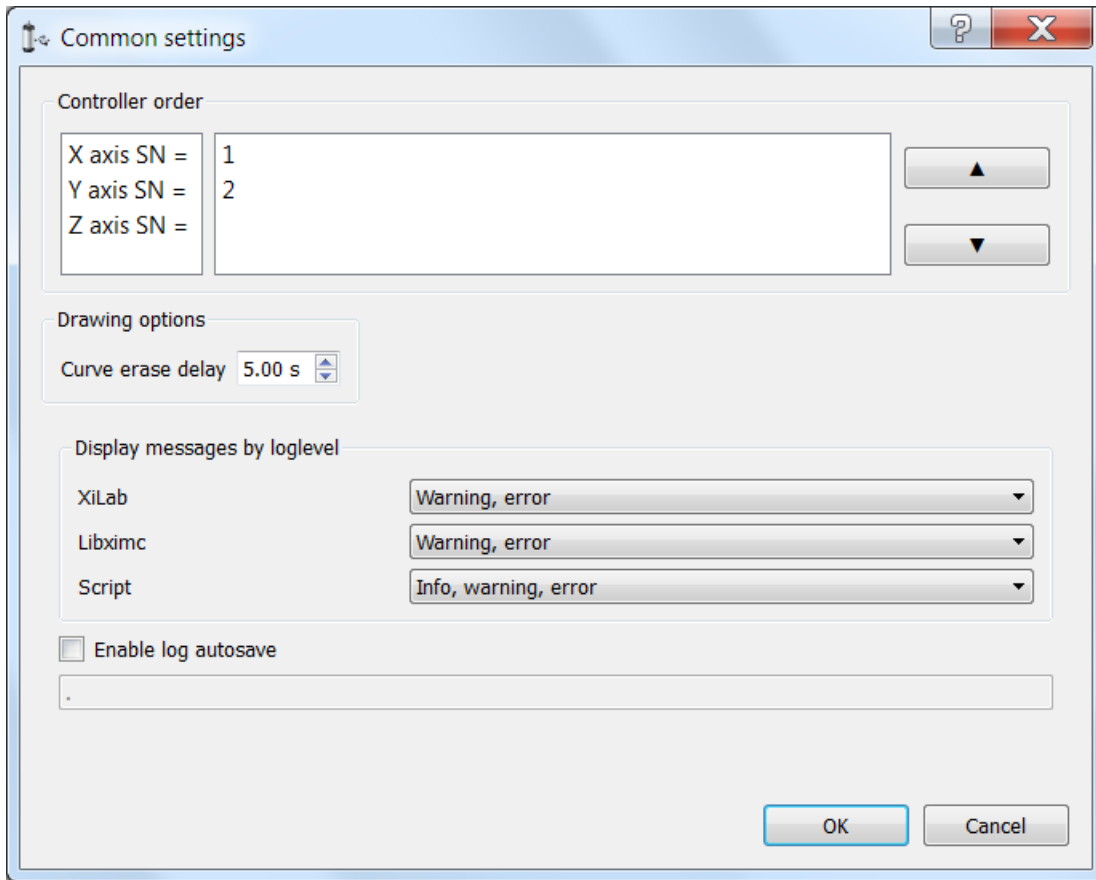 Common settings
Controller order
X axis SN = 1
Y axis SN = 2
Z axis SN =
Drawing options
Curve erase delay 5.00 s
Display messages by loglevel
XiLab Warning, error
Libximc Warning, error
Script Info, warning, error
Enable log autosave
.
OK Cancel